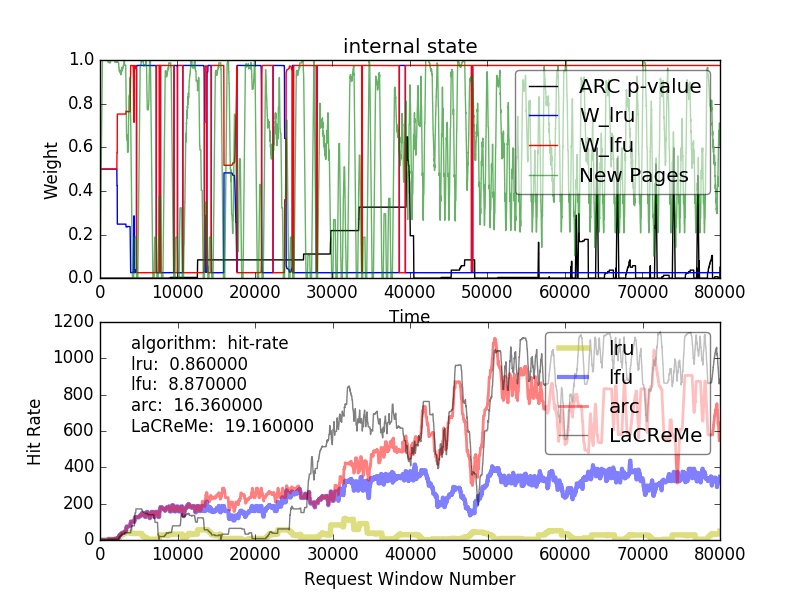 internal state
1.0
0.8
0.6
0.4
0.2
0.0
Weight
ARC p-value
W_lru
W_lfu
New Pages
0 10000 20000 30000 40000 50000 60000 70000 80000
Time
1200
1000
800
600
400
200
0
Hit Rate
algorithm: hit-rate
lru: 0.860000
lfu: 8.870000
arc: 16.360000
LaCReMe: 19.160000
lru
lfu
arc
LaCReMe
0 10000 20000 30000 40000 50000 60000 70000 80000
Request Window Number